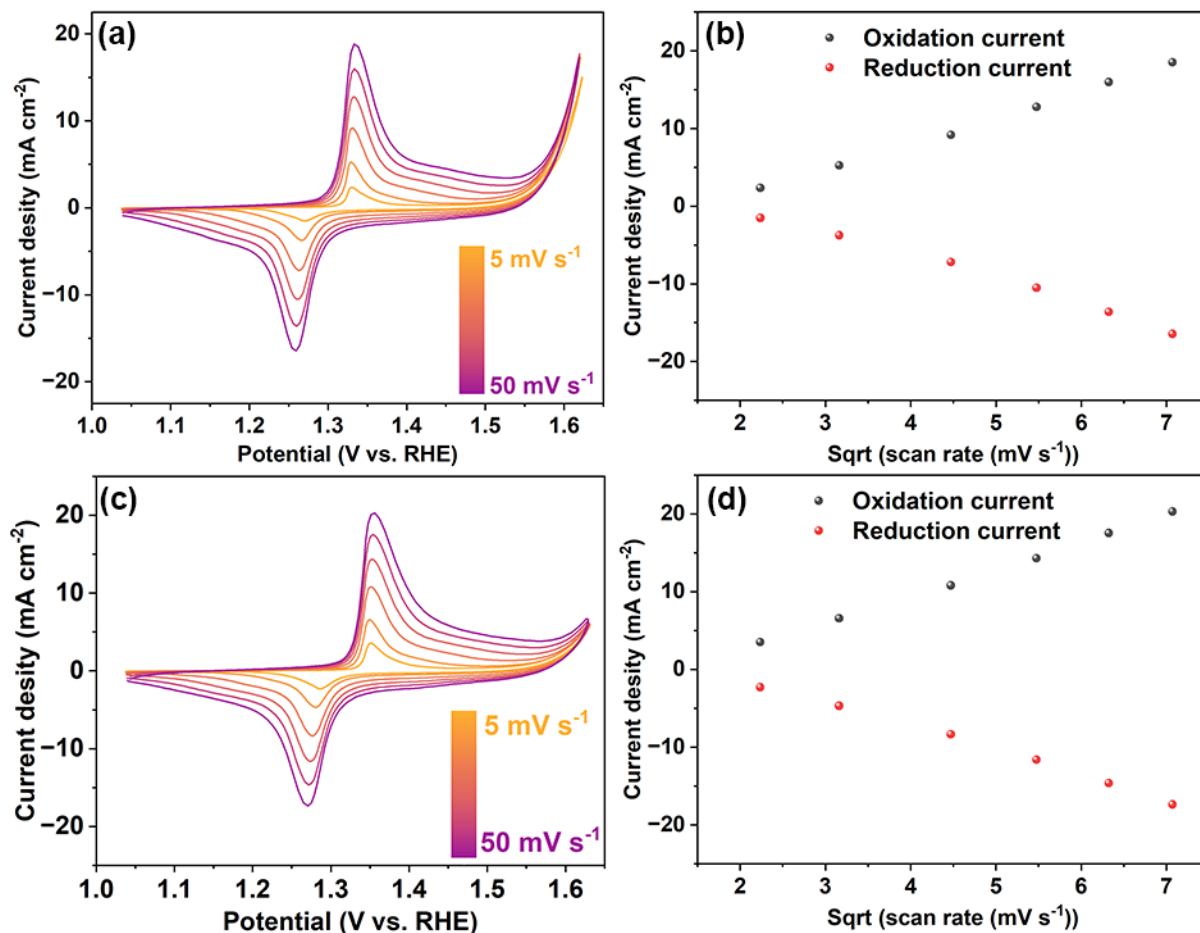 (a)
20
10
0
−10
−20
Current desity (mA cm⁻²)
5 mV s⁻¹
50 mV s⁻¹
1.0 1.1 1.2 1.3 1.4 1.5 1.6
Potential (V vs. RHE)
(b)
Oxidation current
Reduction current
20
10
0
−10
−20
Current desity (mA cm⁻²)
2 3 4 5 6 7
Sqrt (scan rate (mV s⁻¹))
(c)
20
10
0
−10
−20
Current desity (mA cm⁻²)
5 mV s⁻¹
50 mV s⁻¹
1.0 1.1 1.2 1.3 1.4 1.5 1.6
Potential (V vs. RHE)
(d)
Oxidation current
Reduction current
20
10
0
−10
−20
Current desity (mA cm⁻²)
2 3 4 5 6 7
Sqrt (scan rate (mV s⁻¹))